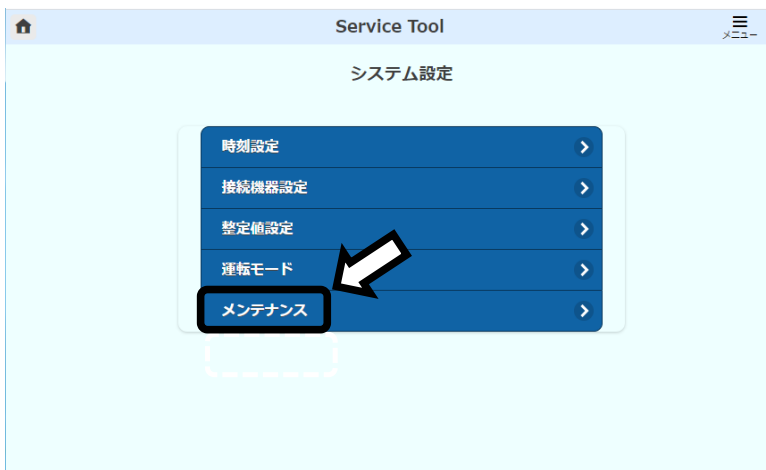 Service Tool
メニュー
システム設定
時刻設定
接続機器設定
整定値設定
運転モード
メンテナンス